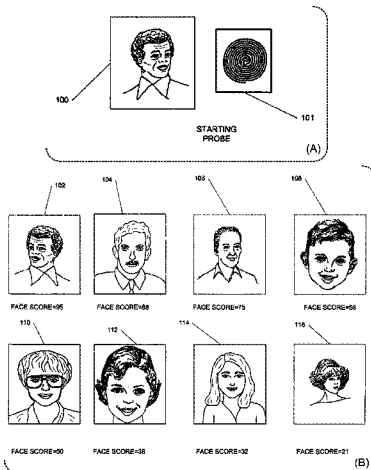 100
101
STARTING
PROBE
(A)
102
104
106
108
FACE SCORE=95
FACE SCORE=88
FACE SCORE=75
FACE SCORE=56
110
112
114
116
FACE SCORE=50
FACE SCORE=38
FACE SCORE=32
FACE SCORE=21
(B)